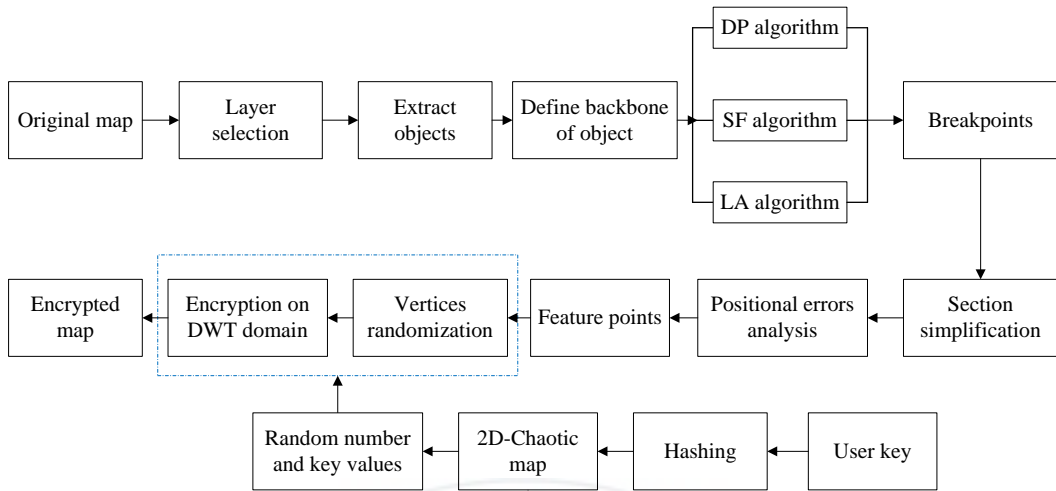 DP algorithm
Original map
Layer
selection
Extract
objects
Define backbone
of object
SF algorithm
Breakpoints
LA algorithm
Encrypted
map
Encryption on
DWT domain
Vertices
randomization
Feature points
Positional errors
analysis
Section
simplification
Random number
and key values
2D-Chaotic
map
Hashing
User key